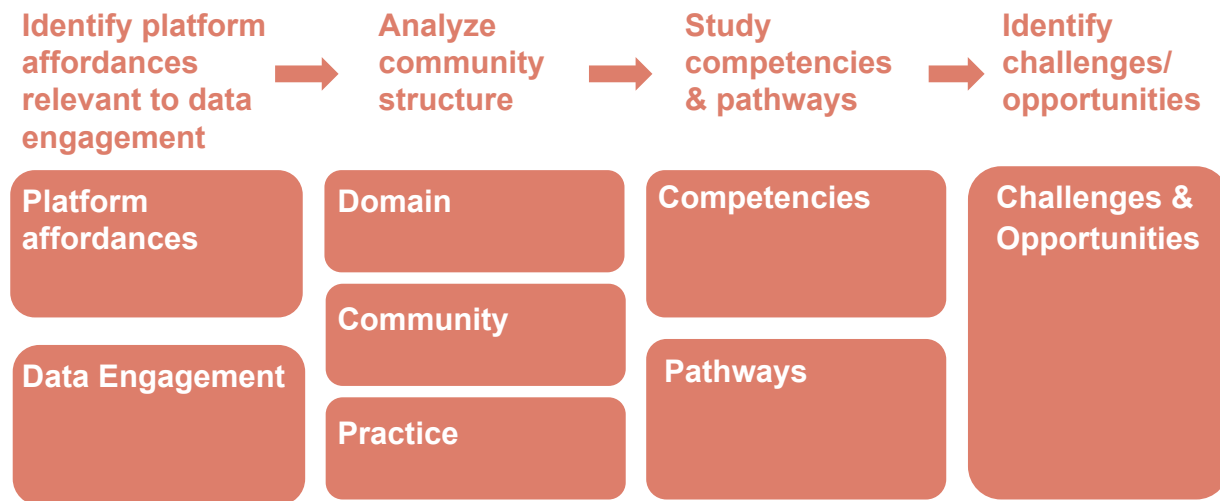 Identify platform
affordances
relevant to data
engagement
Analyze
community
structure
Study
competencies
& pathways
Identify
challenges/
opportunities
Platform
affordances
Data Engagement
Domain
Community
Practice
Competencies
Pathways
Challenges &
Opportunities